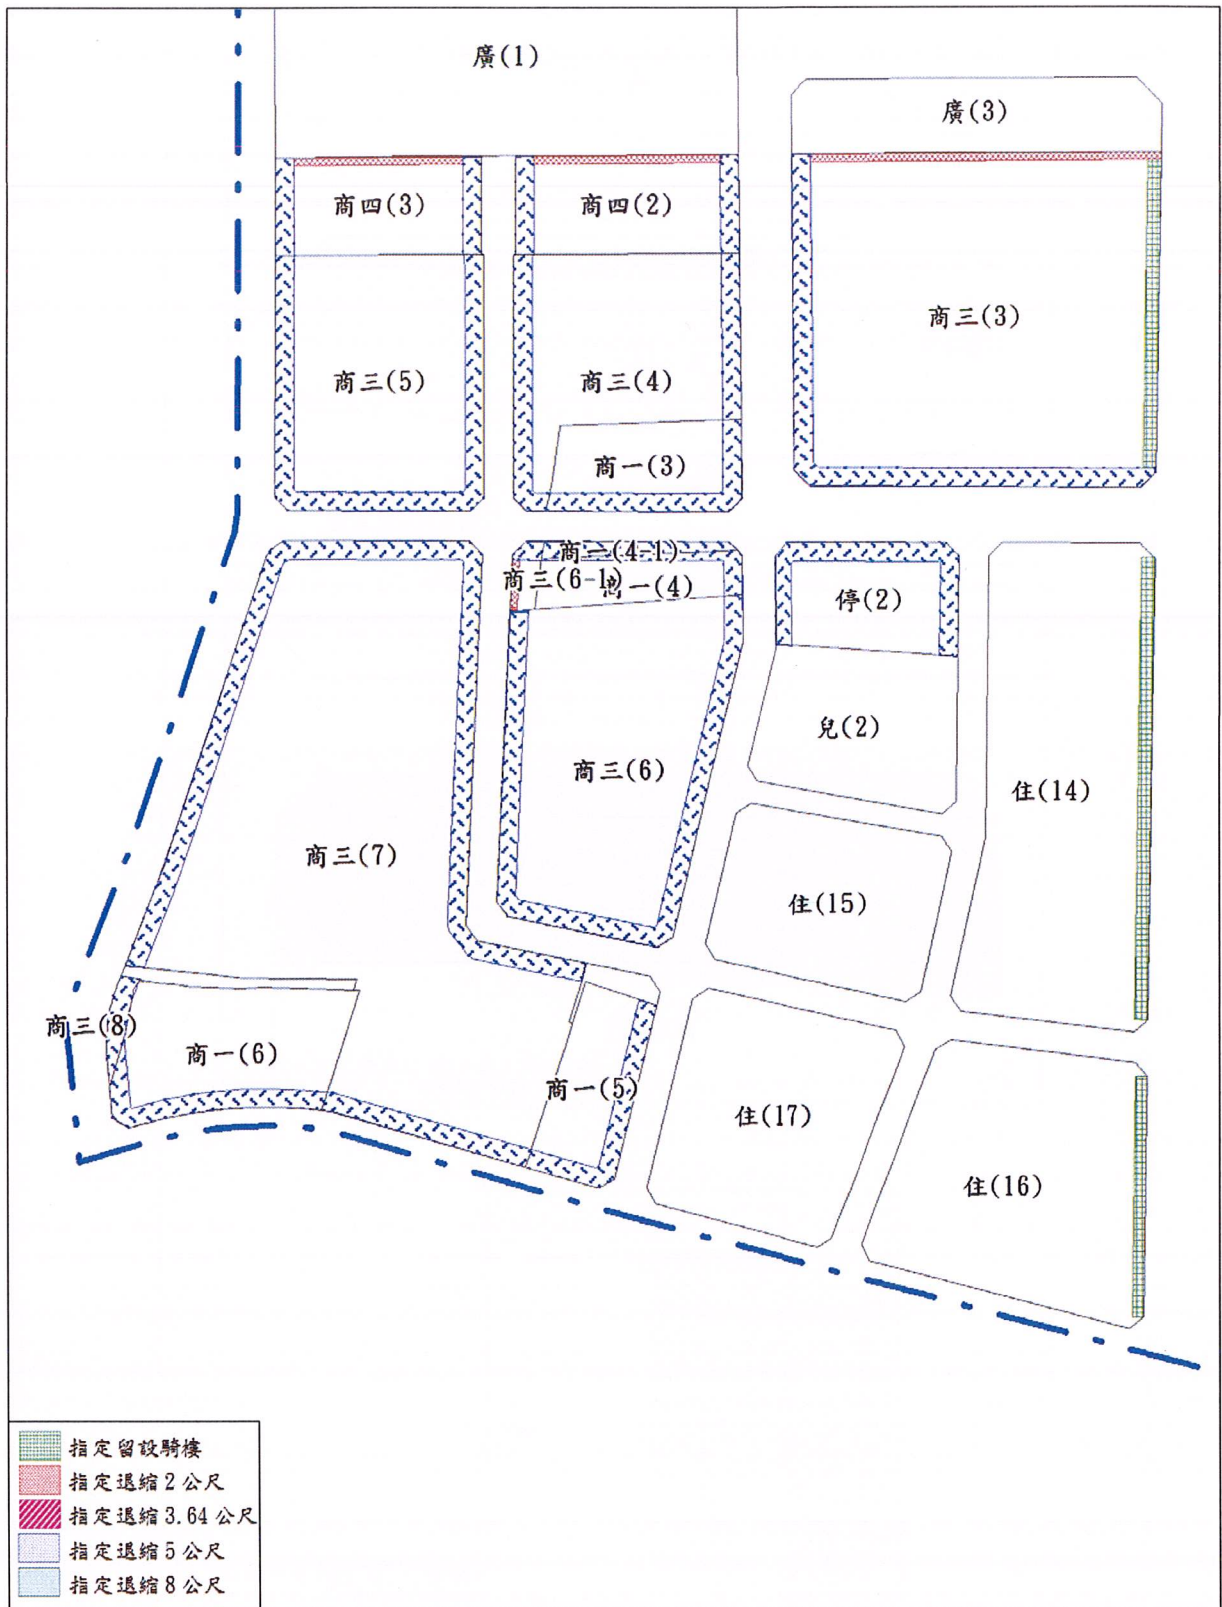 廣(1)
廣(3)
商四(3)
商四(2)
商三(3)
商三(5)
商三(4)
商一(3)
商一(4-1)
商三(6-1)
商一(4)
停(2)
兒(2)
商三(6)
住(14)
商三(7)
住(15)
商三(8)
商一(6)
商一(5)
住(17)
住(16)
指定留設騎樓
指定退縮2公尺
指定退縮3.64公尺
指定退縮5公尺
指定退縮8公尺